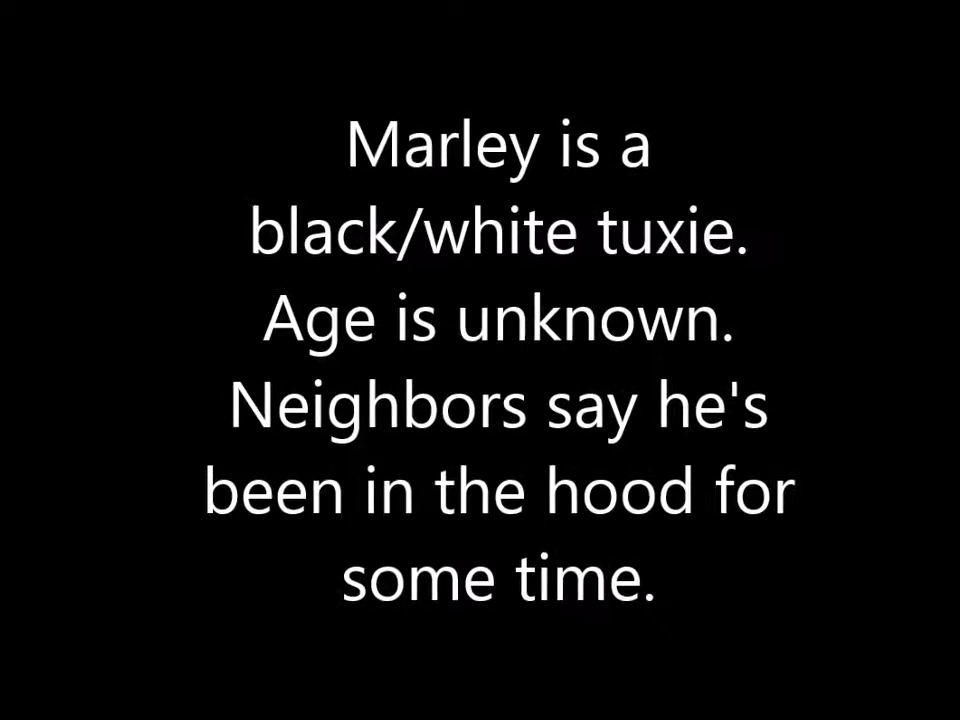 Marley is a
black/white tuxie.
Age is unknown.
Neighbors say he's
been in the hood for
some time.